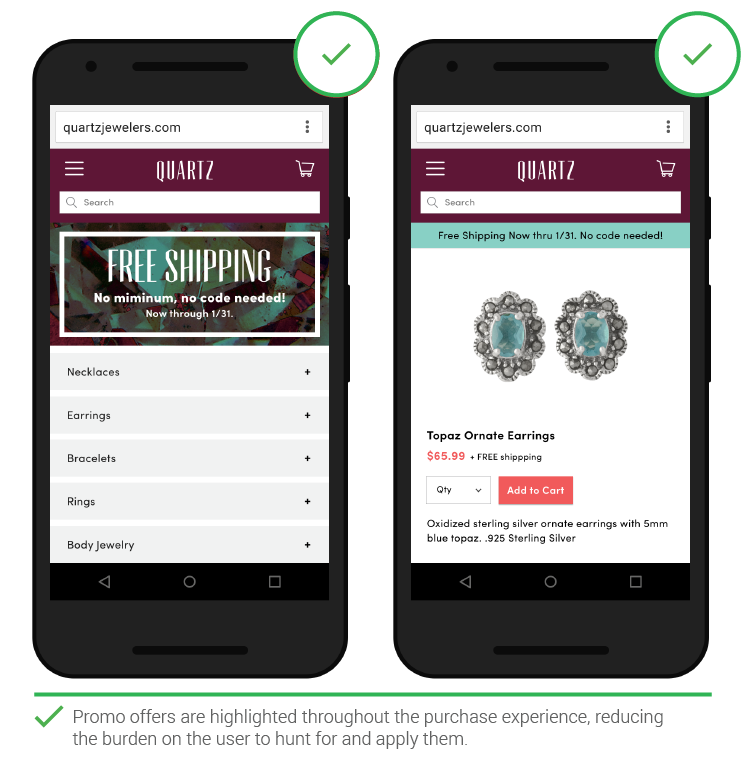 quartzjewelers.com
QUARTZ
Search
FREE SHIPPING
No miminum, no code needed!
Now through 1/31.
Necklaces +
Earrings +
Bracelets +
Rings +
Body Jewelry +
quartzjewelers.com
QUARTZ
Search
Free Shipping Now thru 1/31. No code needed!
Topaz Ornate Earrings
$65.99 + FREE shippping
Qty
Add to Cart
Oxidized sterling silver ornate earrings with 5mm
blue topaz. .925 Sterling Silver
Promo offers are highlighted throughout the purchase experience, reducing
the burden on the user to hunt for and apply them.